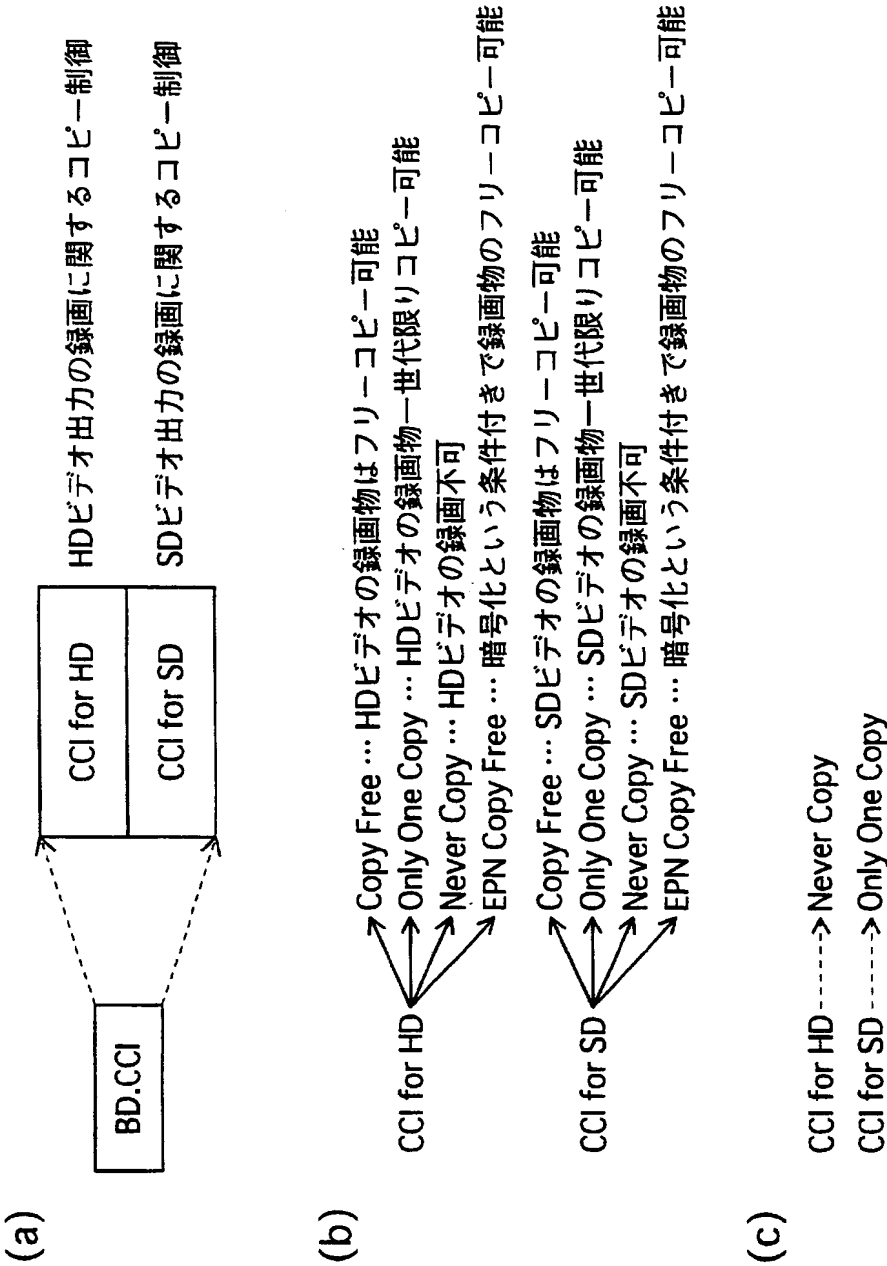 (a)
BD.CCI
CCI for HD
HDビデオ出力の録画に関するコピー制御
CCI for SD
SDビデオ出力の録画に関するコピー制御
(b)
CCI for HD
Copy Free … HDビデオの録画物はフリーコピー可能
Only One Copy … HDビデオの録画物一世代限りコピー可能
Never Copy … HDビデオの録画不可
EPN Copy Free … 暗号化という条件付きで録画物のフリーコピー可能
CCI for SD
Copy Free … SDビデオの録画物はフリーコピー可能
Only One Copy … SDビデオの録画物一世代限りコピー可能
Never Copy … SDビデオの録画不可
EPN Copy Free … 暗号化という条件付きで録画物のフリーコピー可能
(c)
CCI for HD Never Copy
CCI for SD Only One Copy